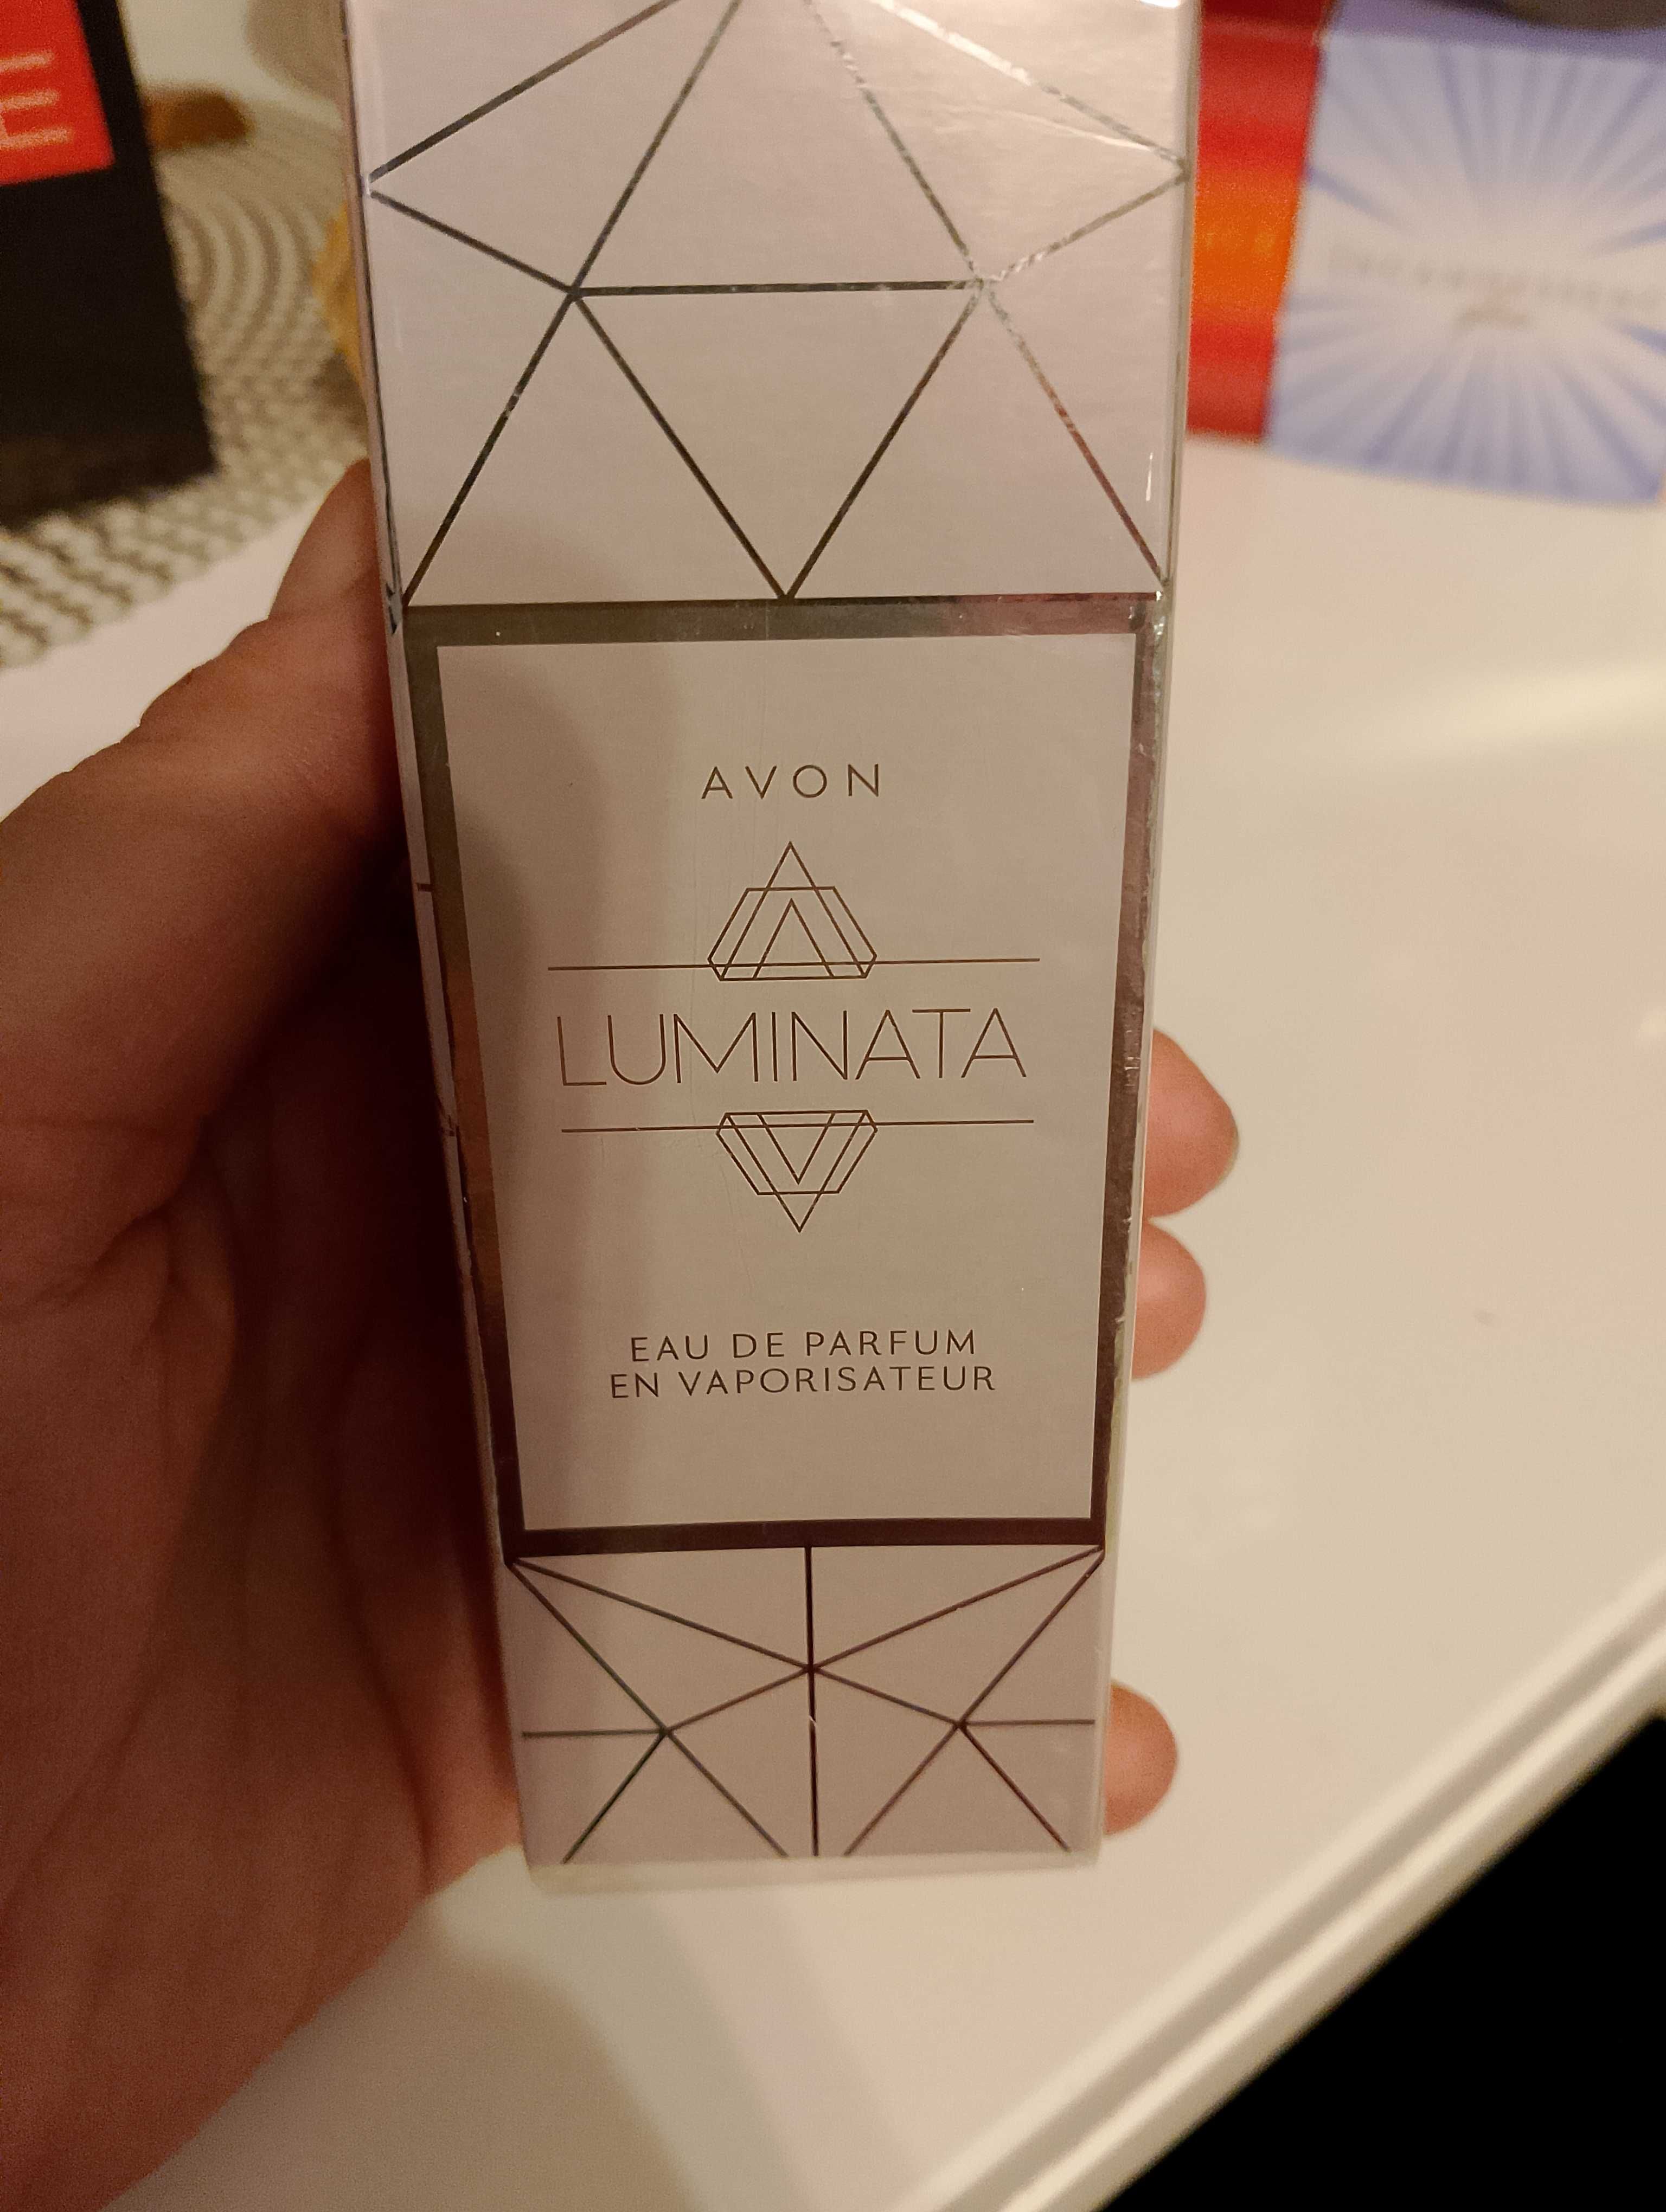 AVON
LUMINATA
EAU DE PARFUM
EN VAPORISATEUR